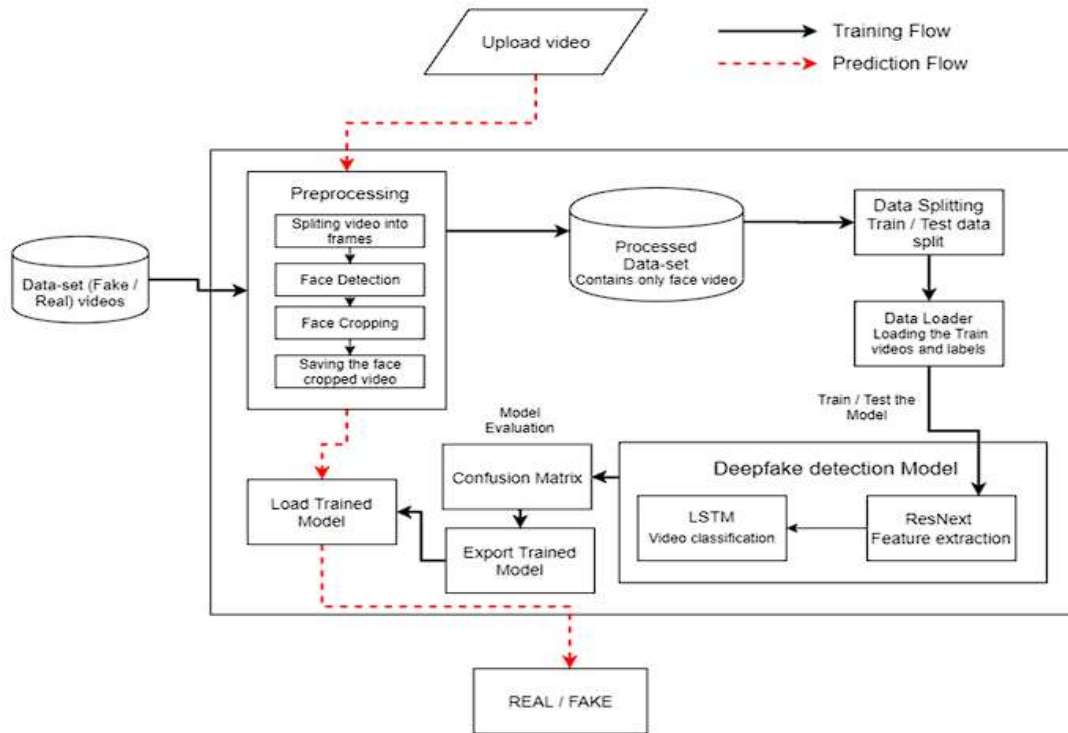 Upload video
Training Flow
Prediction Flow
Preprocessing
Spliting video into
frames
Face Detection
Face Cropping
Saving the face
cropped video
Data-set (Fake /
Real) videos
Processed
Data-set
Contains only face video
Data Splitting
Train / Test data
split
Data Loader
Loading the Train
videos and labels
Train / Test the
Model
Model
Evaluation
Confusion Matrix
Export Trained
Model
Load Trained
Model
Deepfake detection Model
LSTM
Video classification
ResNext
Feature extraction
REAL / FAKE